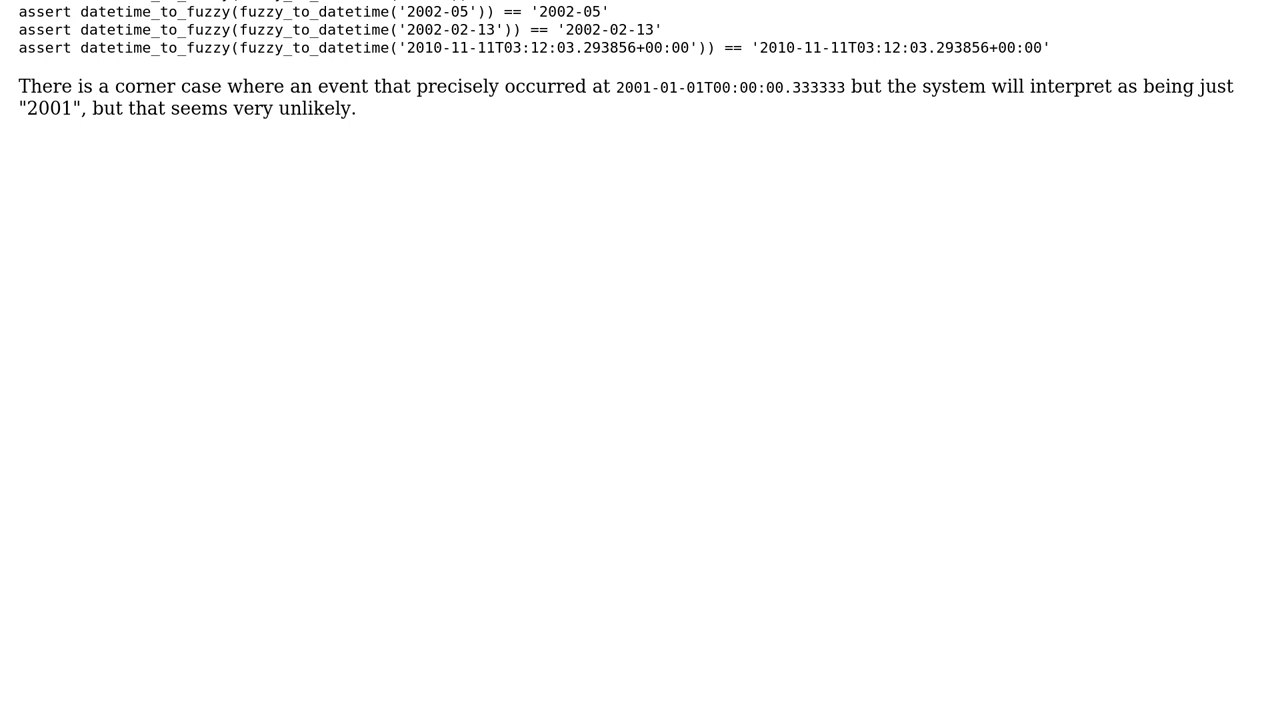 assert datetime_to_fuzzy(fuzzy_to_datetime('2002-05')) == '2002-05'
assert datetime_to_fuzzy(fuzzy_to_datetime('2002-02-13')) == '2002-02-13'
assert datetime_to_fuzzy(fuzzy_to_datetime('2010-11-11T03:12:03.293856+00:00')) == '2010-11-11T03:12:03.293856+00:00'
There is a corner case where an event that precisely occurred at 2001-01-01T00:00:00.333333 but the system will interpret as being just
"2001", but that seems very unlikely.